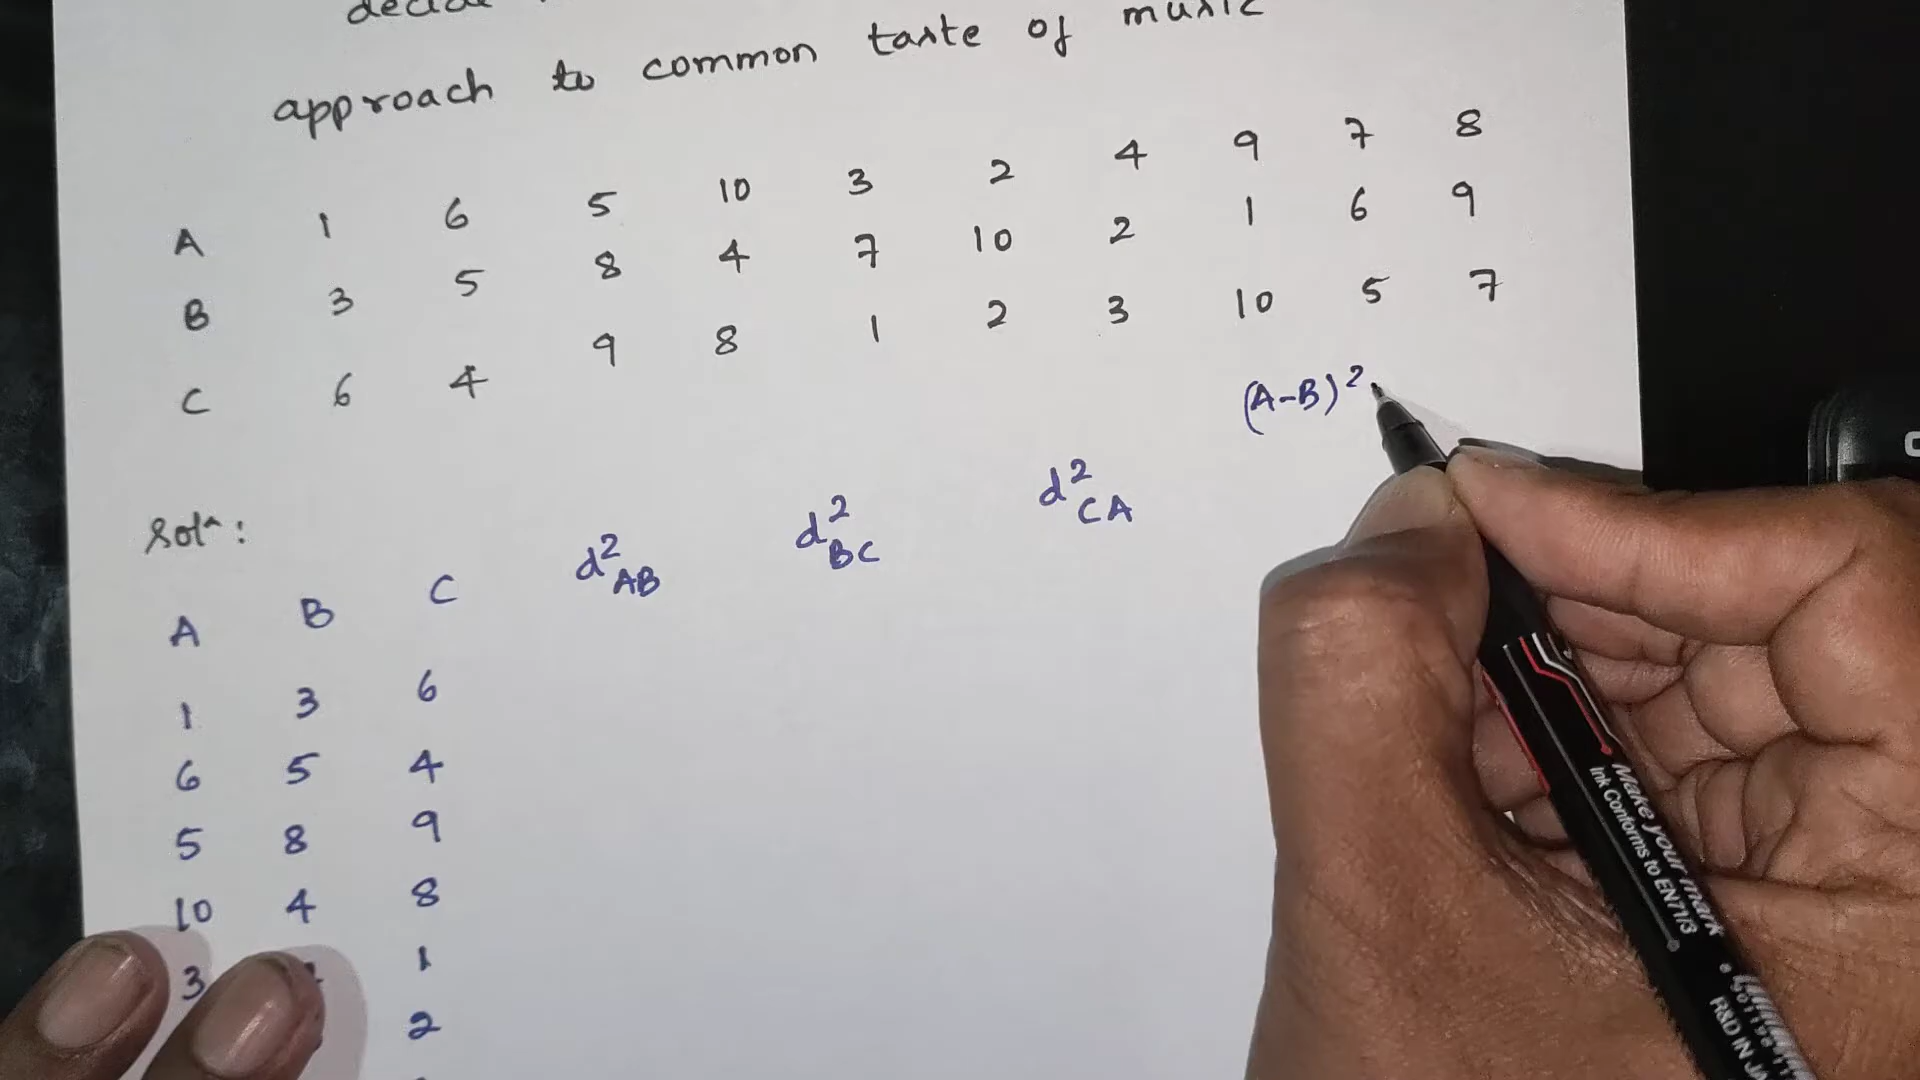 approach to common taste of music
A 1 6 5 10 3 2 4 9 7 8
B 3 5 8 4 7 10 2 1 6 9
C 6 4 9 8 1 2 3 10 5 7
(A-B)²
Solⁿ:
A B C d²AB d²BC d²CA
1 3 6
6 5 4
5 8 9
10 4 8
3 1
2
Make your mark
Ink Conforms to EN71/3